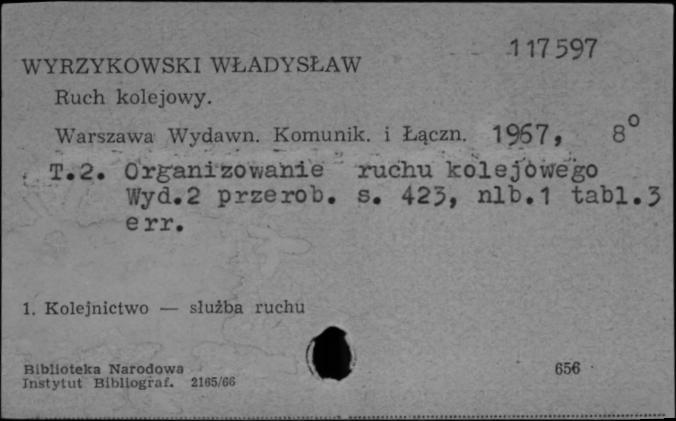 117597
WYRZYKOWSKI WŁADYSŁAW
Ruch kolejowy.
Warszawa Wydawn. Komunik. i Łączn. 1967, 8°
T.2. Organizowanie ruchu kolejowego
Wyd.2 przerob. s. 423, nlb.1 tabl.3
err.
1. Kolejnictwo — służba ruchu
Biblioteka Narodowa 656
Instytut Bibliograf. 2165/66